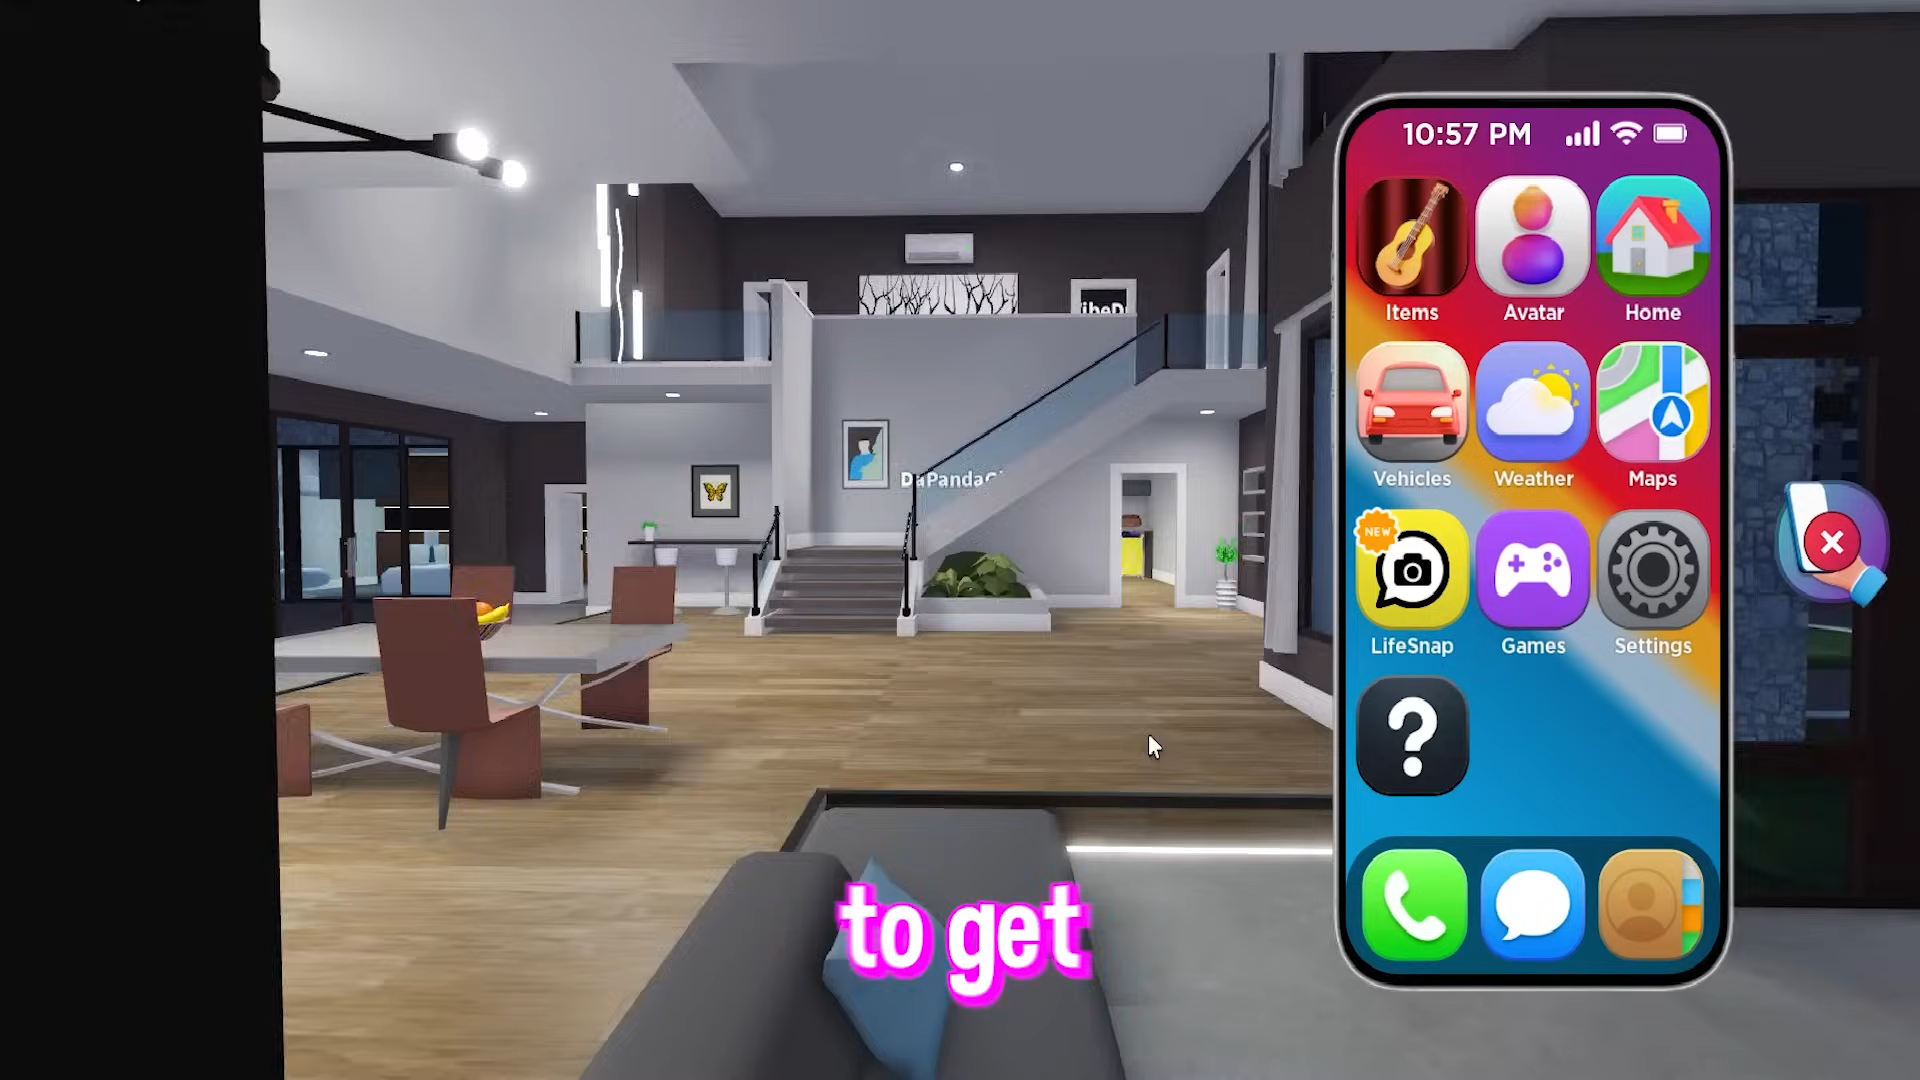 10:57 PM
Items
Avatar
Home
Vehicles
Weather
Maps
NEW
LifeSnap
Games
Settings
?
DaPanda
to get